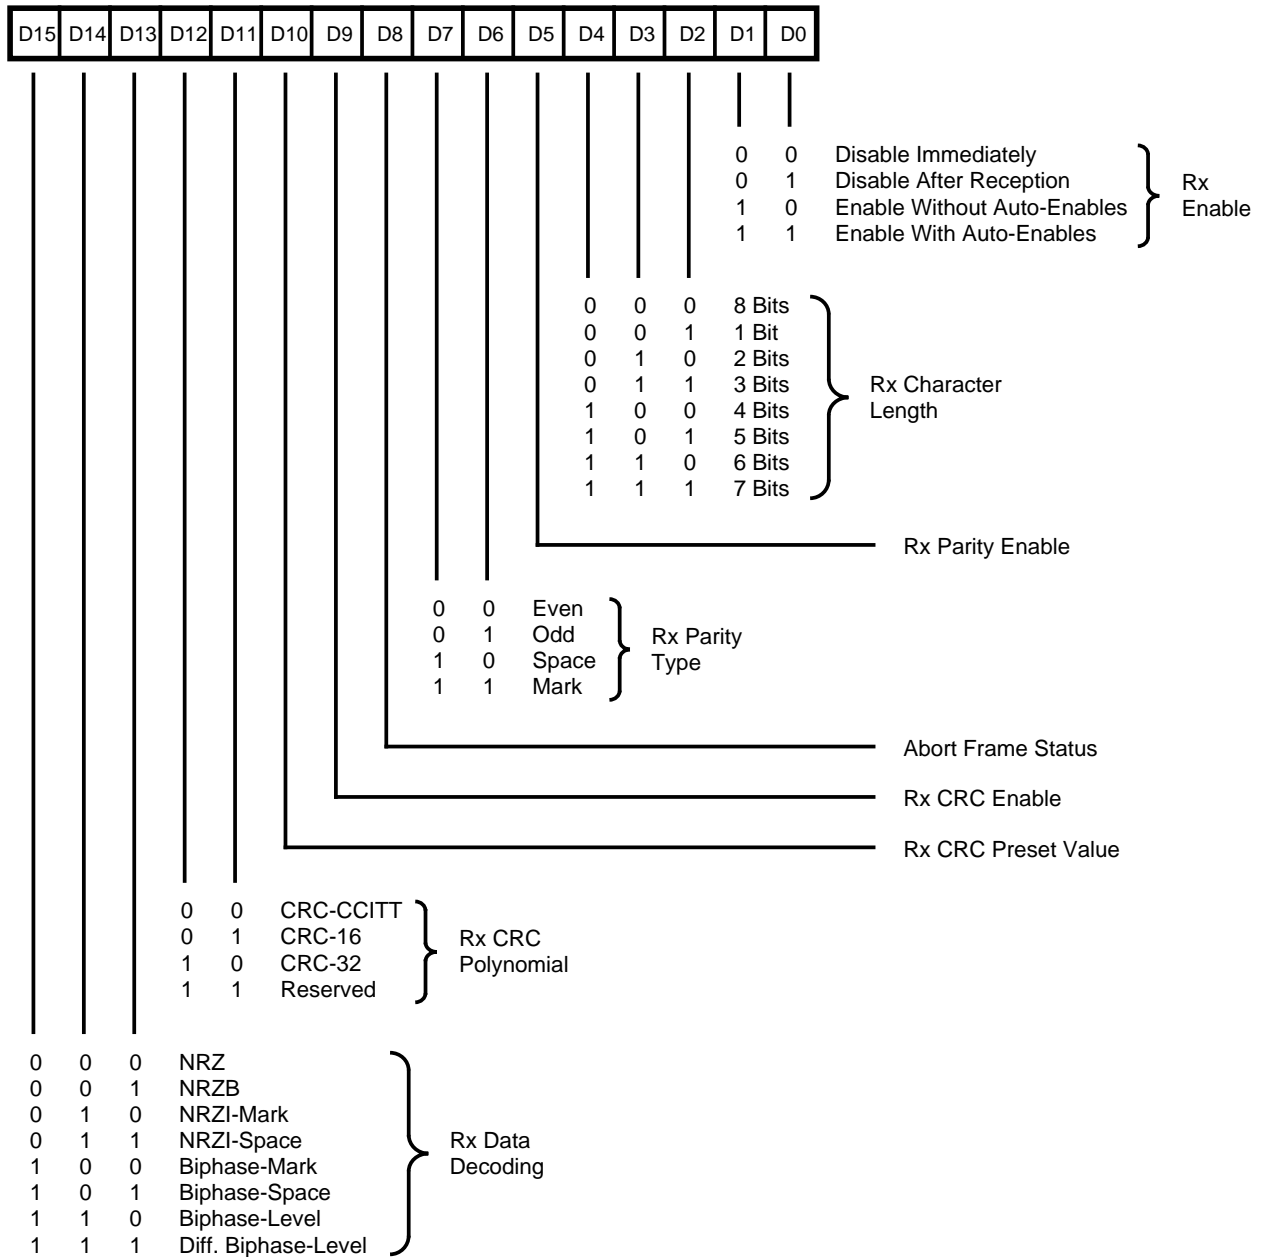 D15 D14 D13 D12 D11 D10 D9 D8 D7 D6 D5 D4 D3 D2 D1 D0
0 0 Disable Immediately
0 1 Disable After Reception
1 0 Enable Without Auto-Enables
1 1 Enable With Auto-Enables
Rx
Enable
0 0 0 8 Bits
0 0 1 1 Bit
0 1 0 2 Bits
0 1 1 3 Bits
1 0 0 4 Bits
1 0 1 5 Bits
1 1 0 6 Bits
1 1 1 7 Bits
Rx Character
Length
Rx Parity Enable
0 0 Even
0 1 Odd
1 0 Space
1 1 Mark
Rx Parity
Type
Abort Frame Status
Rx CRC Enable
Rx CRC Preset Value
0 0 CRC-CCITT
0 1 CRC-16
1 0 CRC-32
1 1 Reserved
Rx CRC
Polynomial
0 0 0 NRZ
0 0 1 NRZB
0 1 0 NRZI-Mark
0 1 1 NRZI-Space
1 0 0 Biphase-Mark
1 0 1 Biphase-Space
1 1 0 Biphase-Level
1 1 1 Diff. Biphase-Level
Rx Data
Decoding